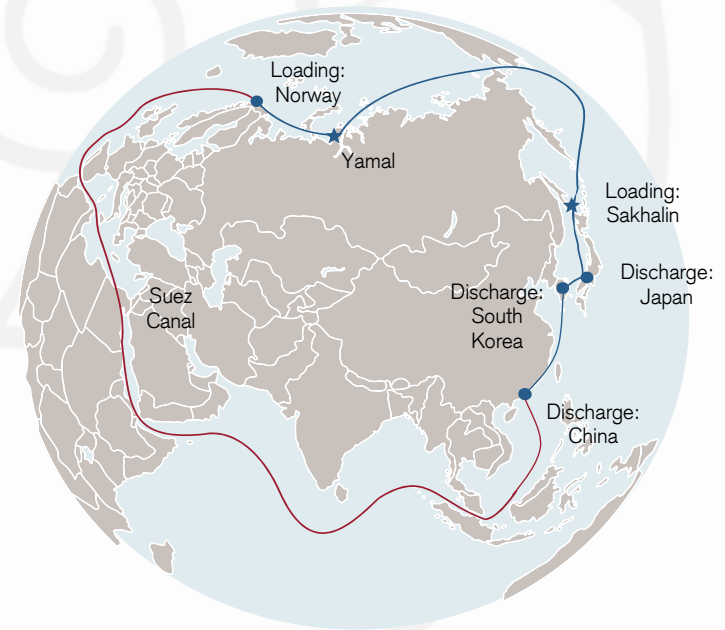 Loading:
Norway
Yamal
Loading:
Sakhalin
Suez
Canal
Discharge:
South
Korea
Discharge:
Japan
Discharge:
China